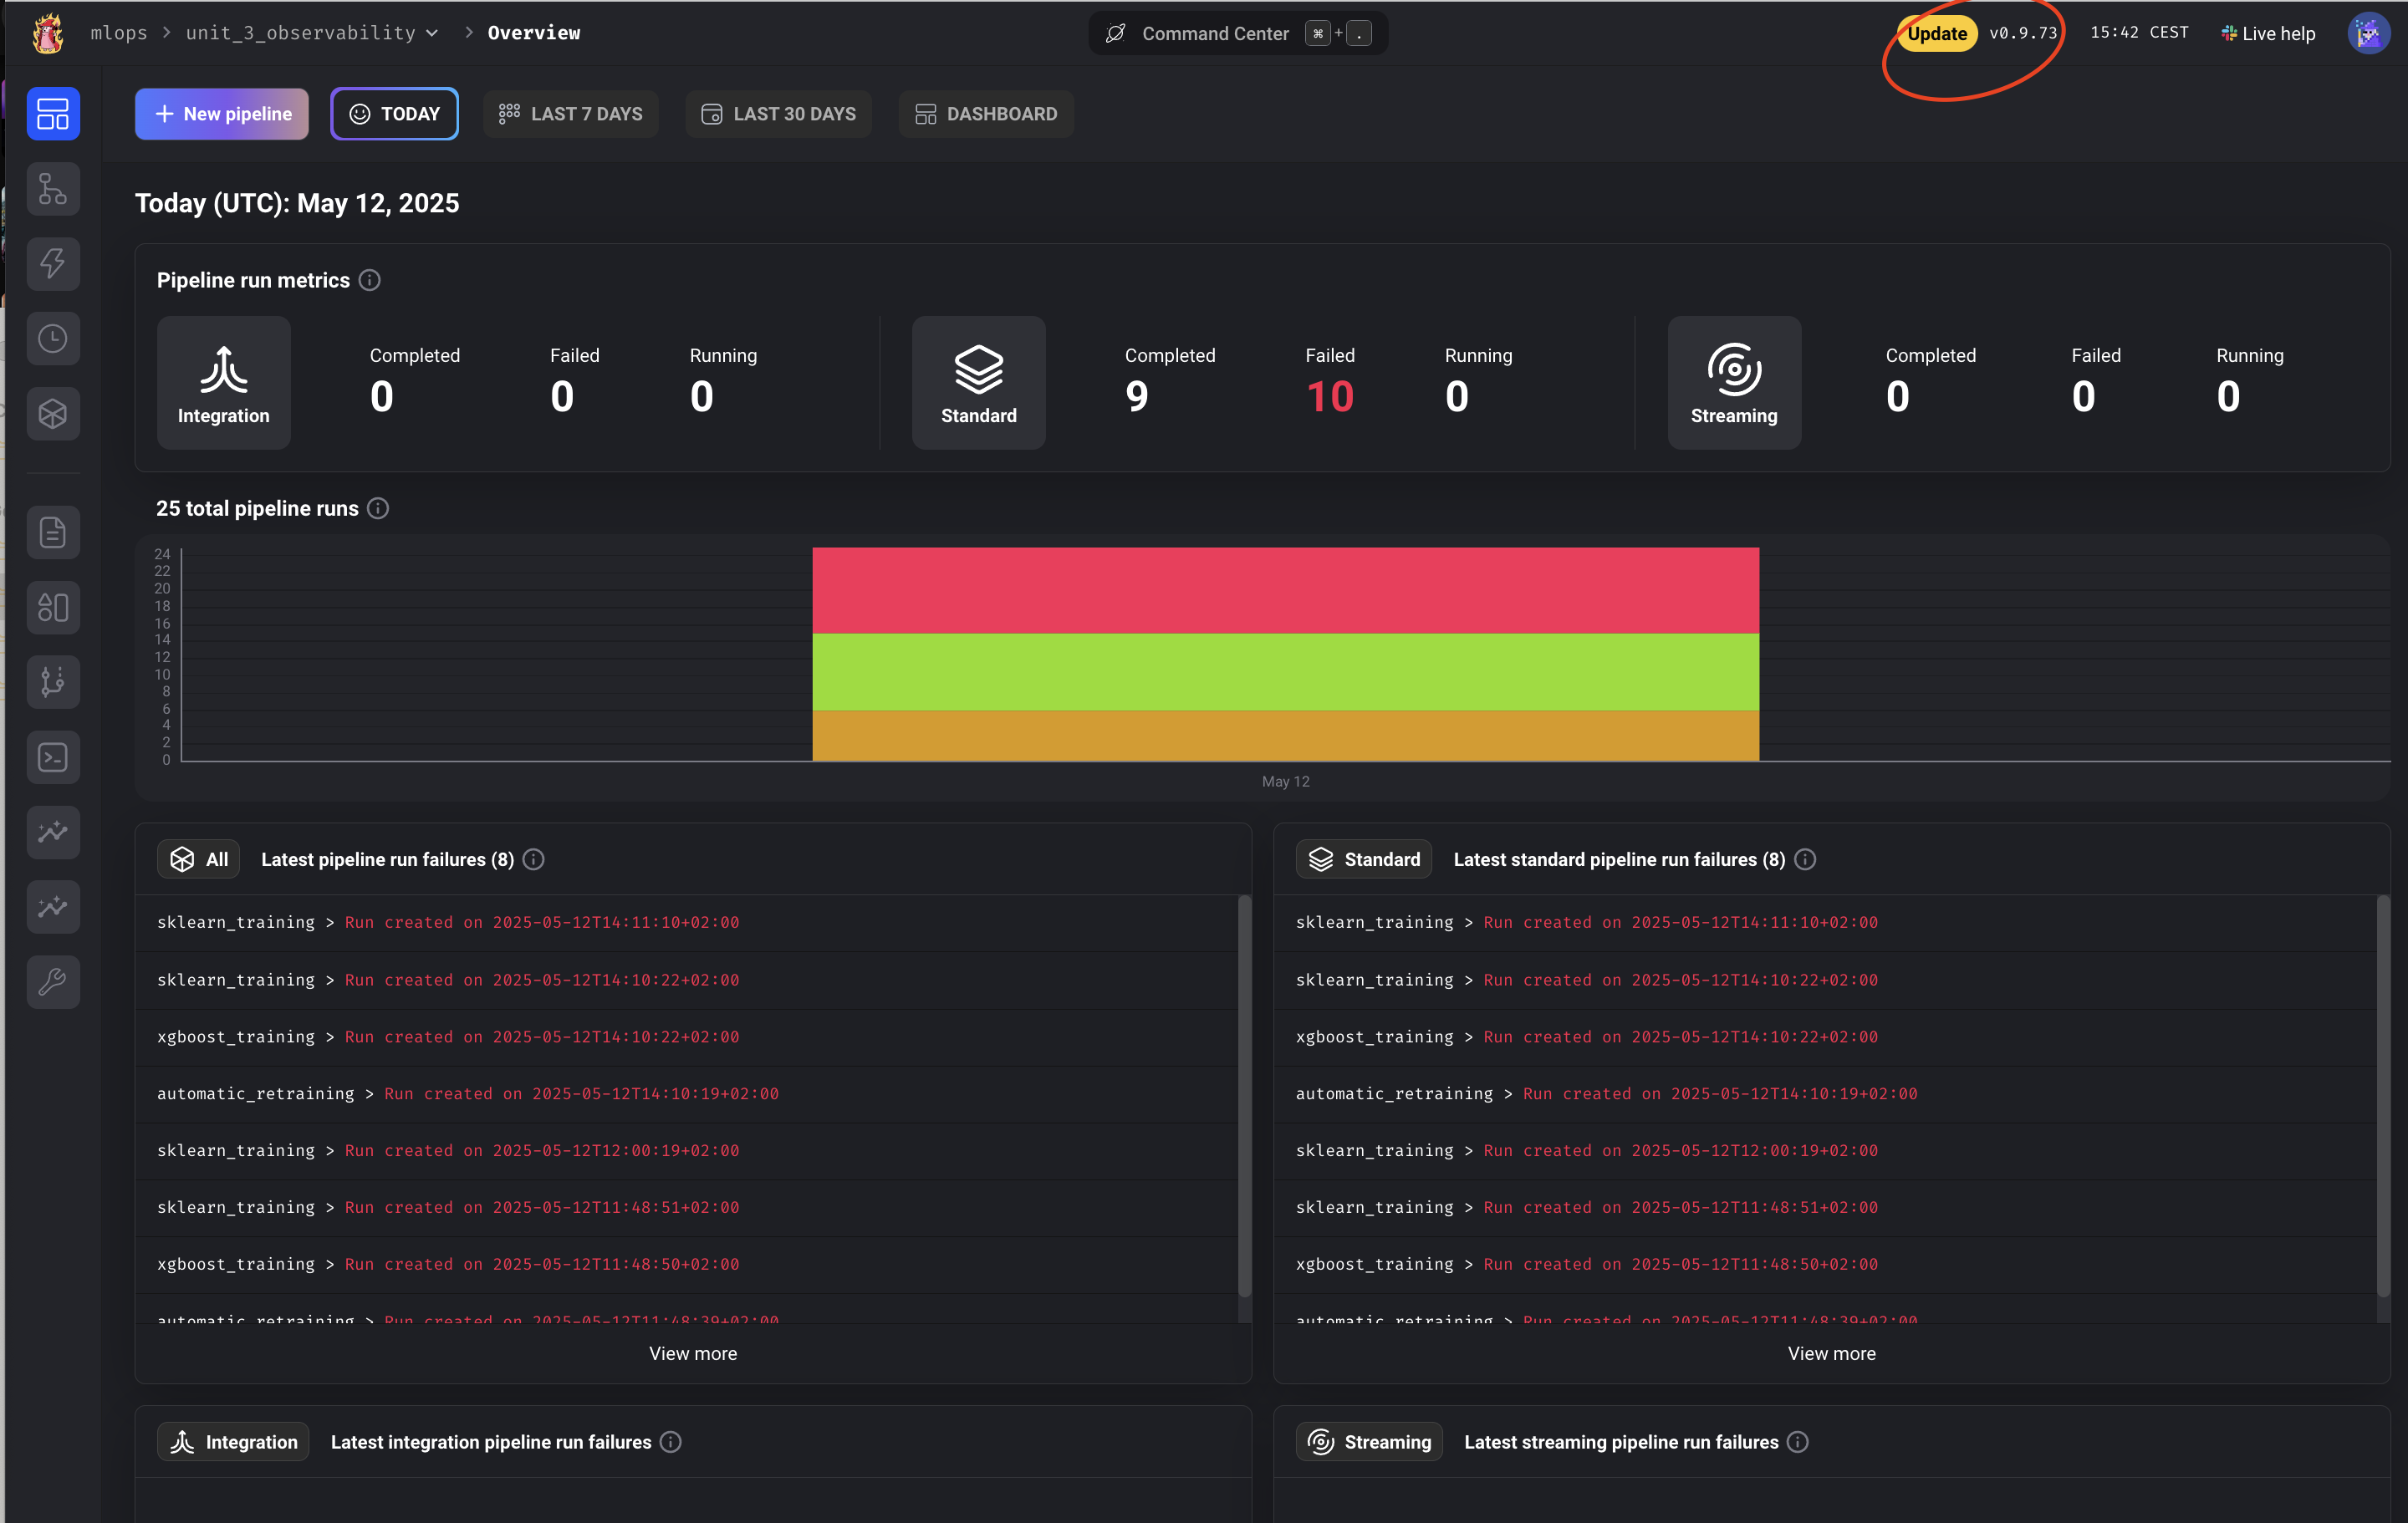 mlops > unit_3_observability > Overview
Command Center ⌘ + .
Update v0.9.73 15:42 CEST Live help
New pipeline TODAY LAST 7 DAYS LAST 30 DAYS DASHBOARD
Today (UTC): May 12, 2025
Pipeline run metrics
Integration
Completed Failed Running
0 0 0
Standard
Completed Failed Running
9 10 0
Streaming
Completed Failed Running
0 0 0
25 total pipeline runs
24
22
20
18
16
14
12
10
8
6
4
2
0
May 12
All Latest pipeline run failures (8)
sklearn_training > Run created on 2025-05-12T14:11:10+02:00
sklearn_training > Run created on 2025-05-12T14:10:22+02:00
xgboost_training > Run created on 2025-05-12T14:10:22+02:00
automatic_retraining > Run created on 2025-05-12T14:10:19+02:00
sklearn_training > Run created on 2025-05-12T12:00:19+02:00
sklearn_training > Run created on 2025-05-12T11:48:51+02:00
xgboost_training > Run created on 2025-05-12T11:48:50+02:00
automatic_retraining > Run created on 2025-05-12T11:48:39+02:00
View more
Standard Latest standard pipeline run failures (8)
sklearn_training > Run created on 2025-05-12T14:11:10+02:00
sklearn_training > Run created on 2025-05-12T14:10:22+02:00
xgboost_training > Run created on 2025-05-12T14:10:22+02:00
automatic_retraining > Run created on 2025-05-12T14:10:19+02:00
sklearn_training > Run created on 2025-05-12T12:00:19+02:00
sklearn_training > Run created on 2025-05-12T11:48:51+02:00
xgboost_training > Run created on 2025-05-12T11:48:50+02:00
automatic_retraining > Run created on 2025-05-12T11:48:39+02:00
View more
Integration Latest integration pipeline run failures
Streaming Latest streaming pipeline run failures